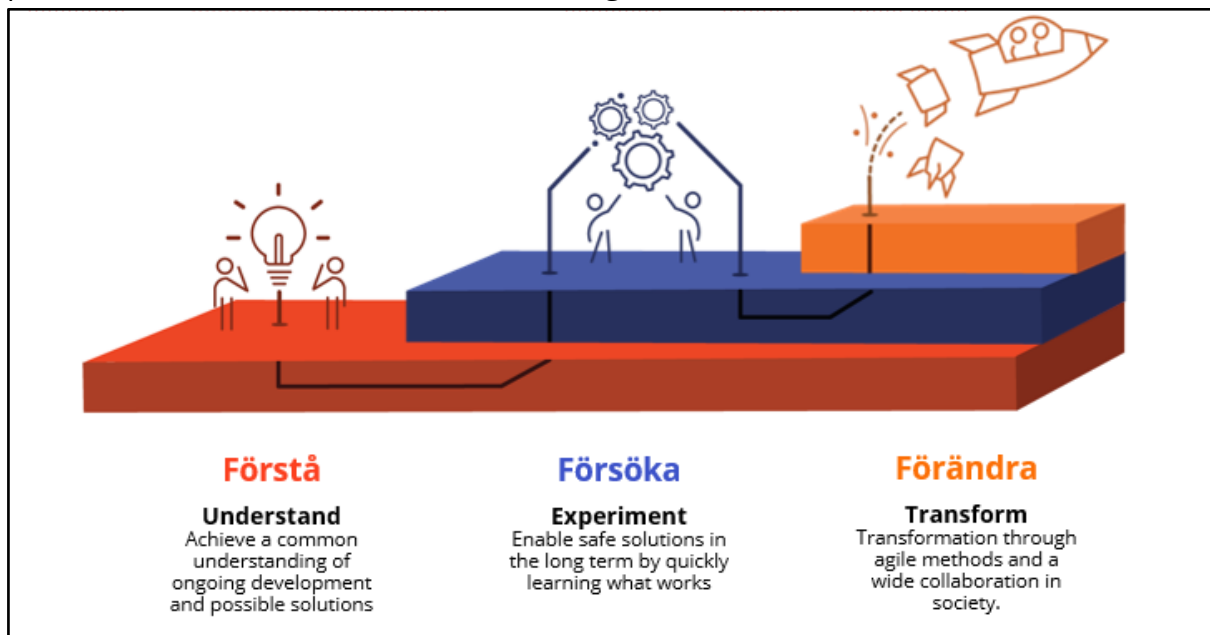 Förstå
Understand
Achieve a common
understanding of
ongoing development
and possible solutions
Försöka
Experiment
Enable safe solutions in
the long term by quickly
learning what works
Förändra
Transform
Transformation through
agile methods and a
wide collaboration in
society.